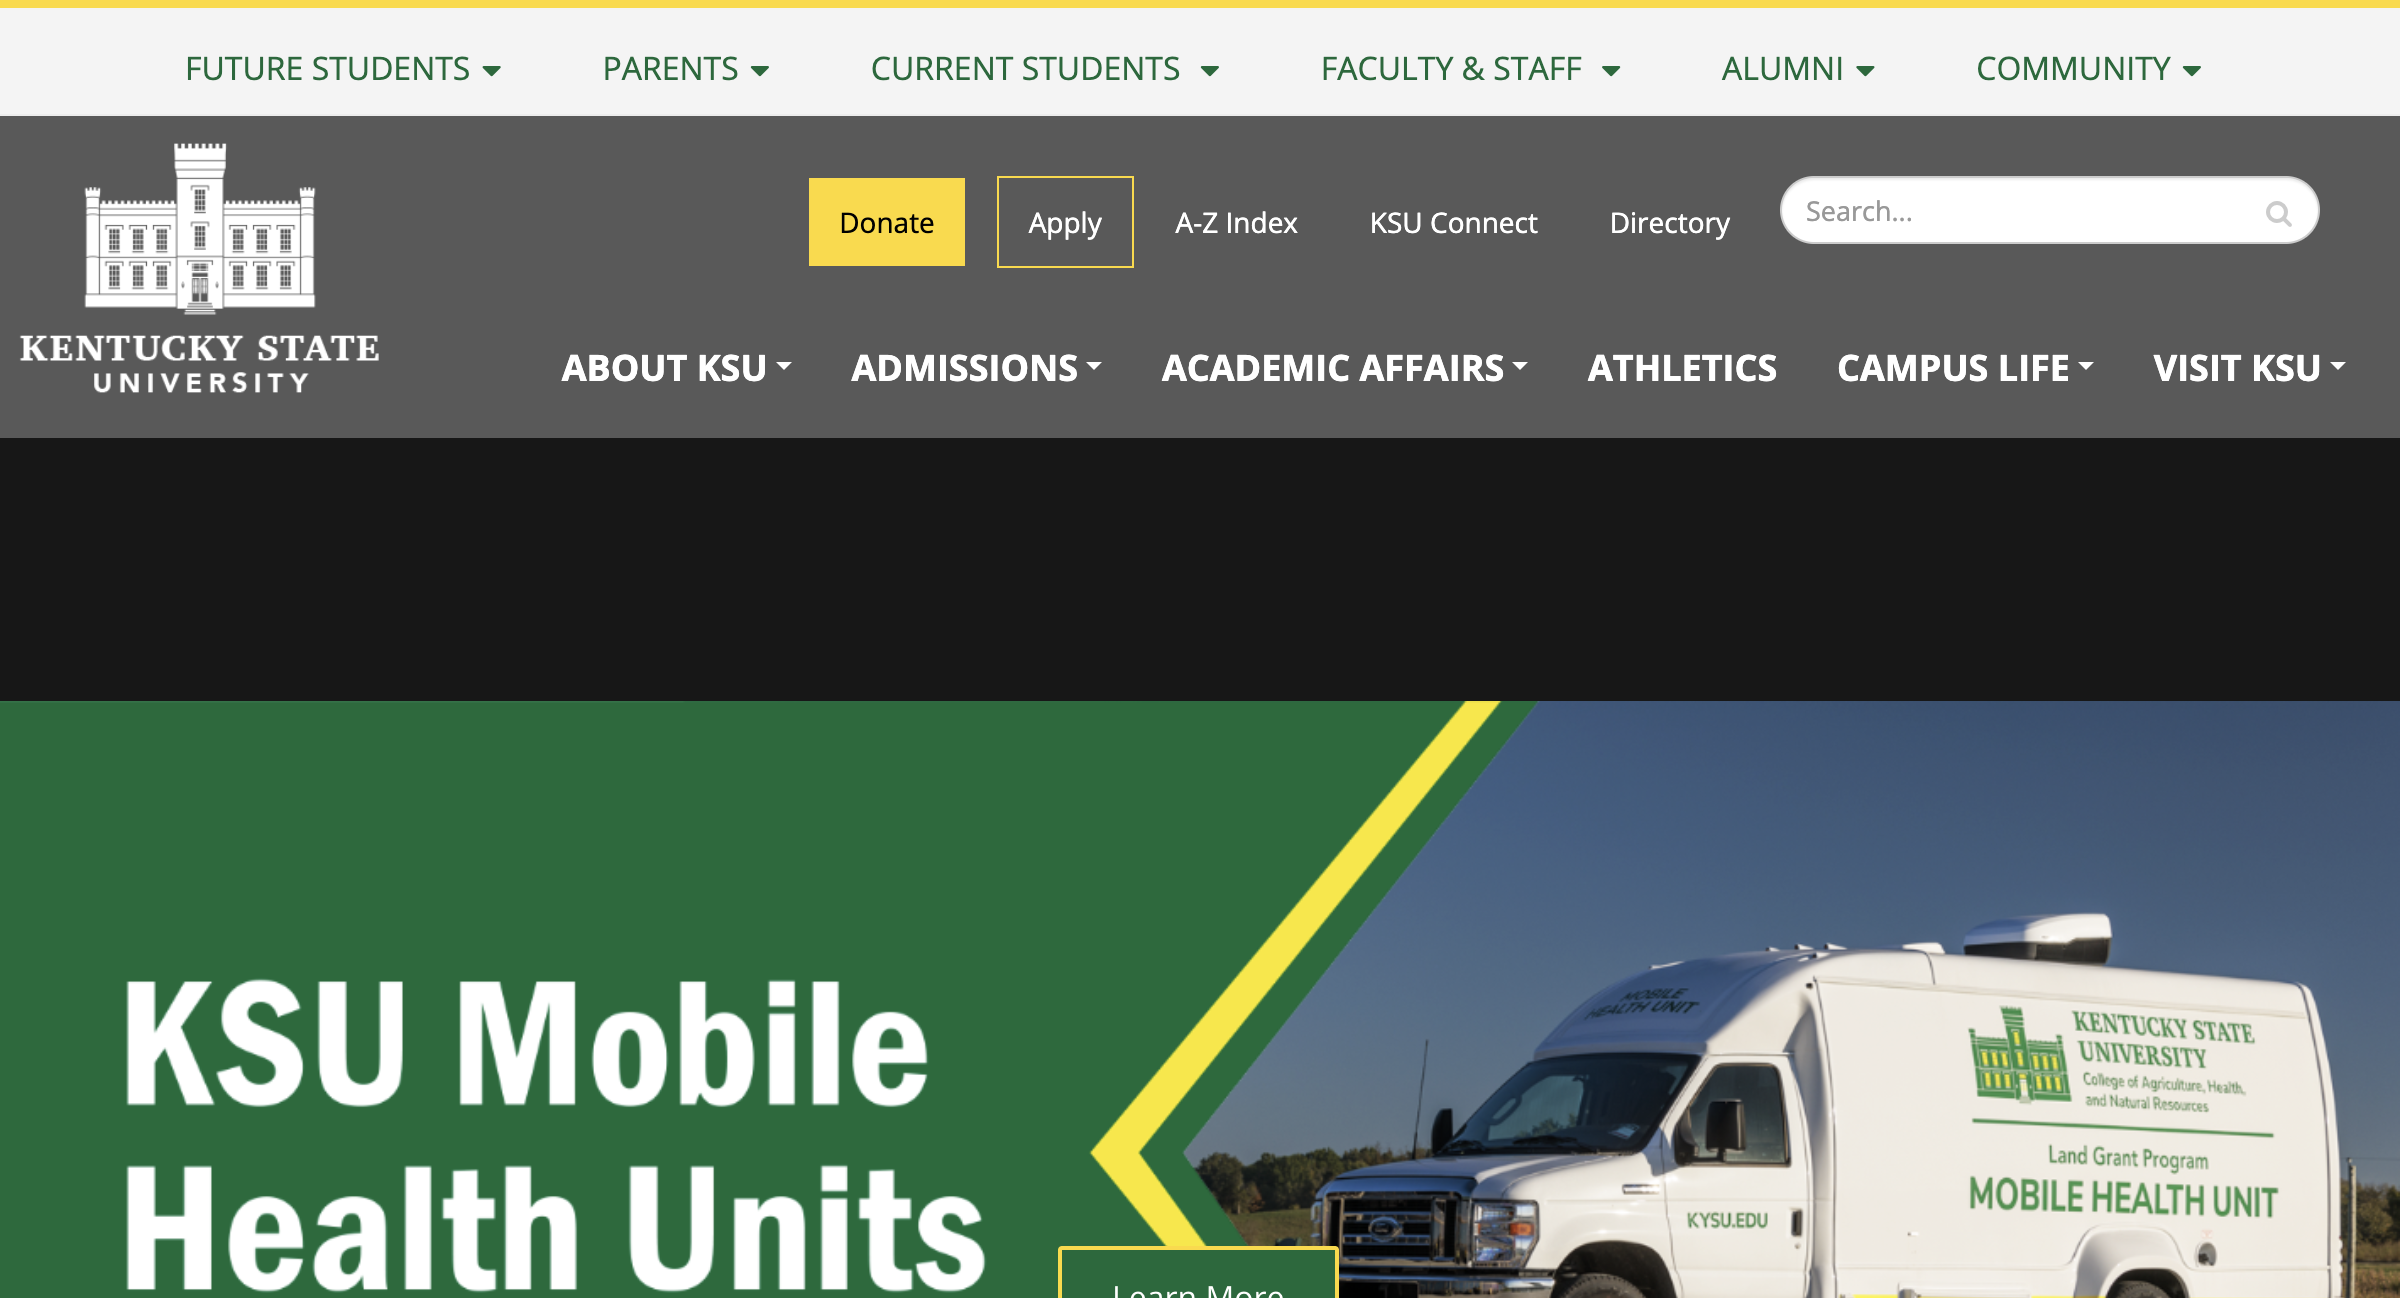 FUTURE STUDENTS
PARENTS
CURRENT STUDENTS
FACULTY & STAFF
ALUMNI
COMMUNITY
KENTUCKY STATE
UNIVERSITY
Donate
Apply
A-Z Index
KSU Connect
Directory
Search...
ABOUT KSU
ADMISSIONS
ACADEMIC AFFAIRS
ATHLETICS
CAMPUS LIFE
VISIT KSU
KSU Mobile
Health Units
Learn More
MOBILE
HEALTH UNIT
KENTUCKY STATE
UNIVERSITY
College of Agriculture, Health,
and Natural Resources
Land Grant Program
MOBILE HEALTH UNIT
KYSU.EDU